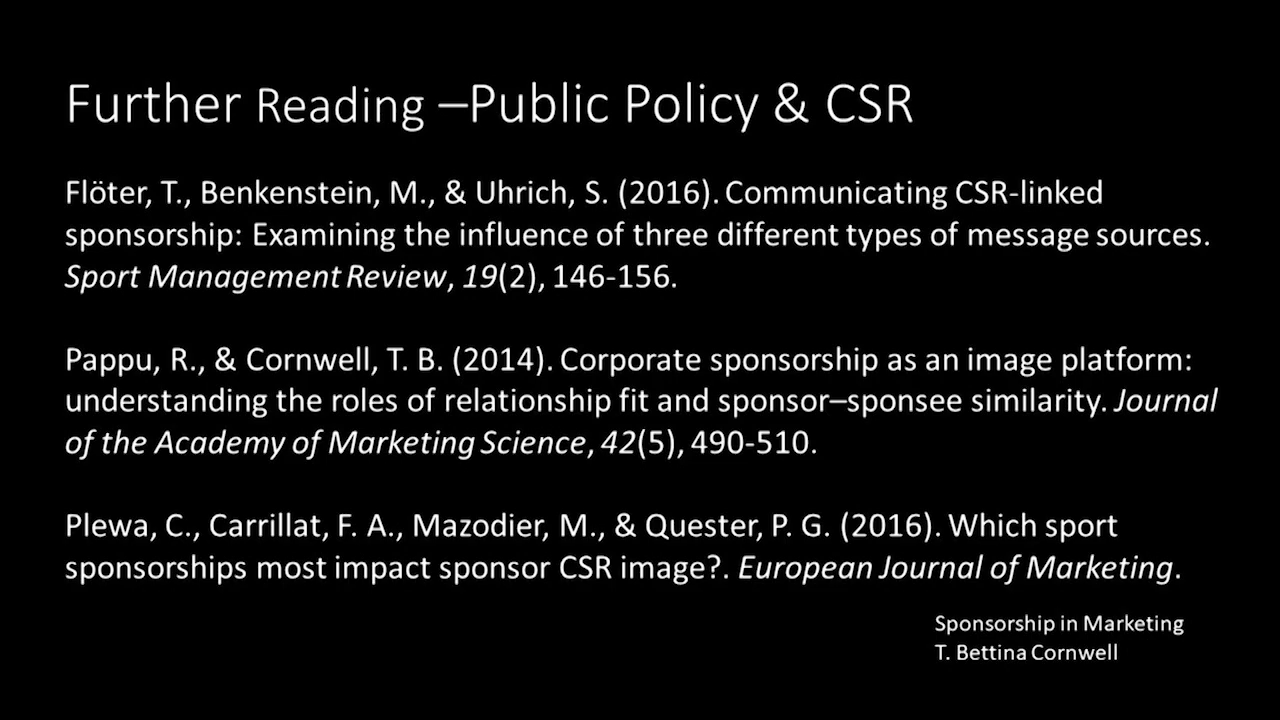 Further Reading –Public Policy & CSR
Flöter, T., Benkenstein, M., & Uhrich, S. (2016). Communicating CSR-linked
sponsorship: Examining the influence of three different types of message sources.
Sport Management Review, 19(2), 146-156.
Pappu, R., & Cornwell, T. B. (2014). Corporate sponsorship as an image platform:
understanding the roles of relationship fit and sponsor–sponsee similarity. Journal
of the Academy of Marketing Science, 42(5), 490-510.
Plewa, C., Carrillat, F. A., Mazodier, M., & Quester, P. G. (2016). Which sport
sponsorships most impact sponsor CSR image?. European Journal of Marketing.
Sponsorship in Marketing
T. Bettina Cornwell